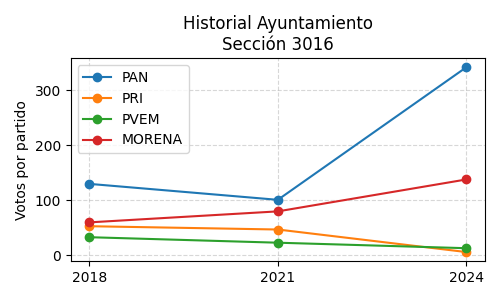 Historial Ayuntamiento
Sección 3016
PAN
PRI
PVEM
MORENA
Votos por partido
300
200
100
0
2018
2021
2024